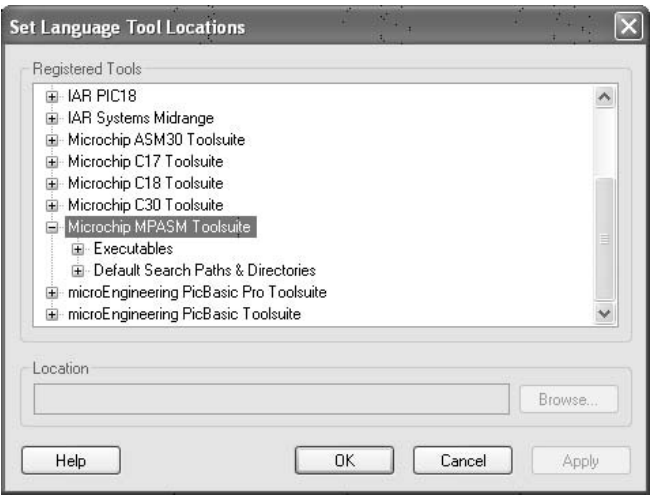 Set Language Tool Locations
Registered Tools
IAR PIC18
IAR Systems Midrange
Microchip ASM30 Toolsuite
Microchip C17 Toolsuite
Microchip C18 Toolsuite
Microchip C30 Toolsuite
Microchip MPASM Toolsuite
Executables
Default Search Paths & Directories
microEngineering PicBasic Pro Toolsuite
microEngineering PicBasic Toolsuite
Location
Browse...
Help OK Cancel Apply